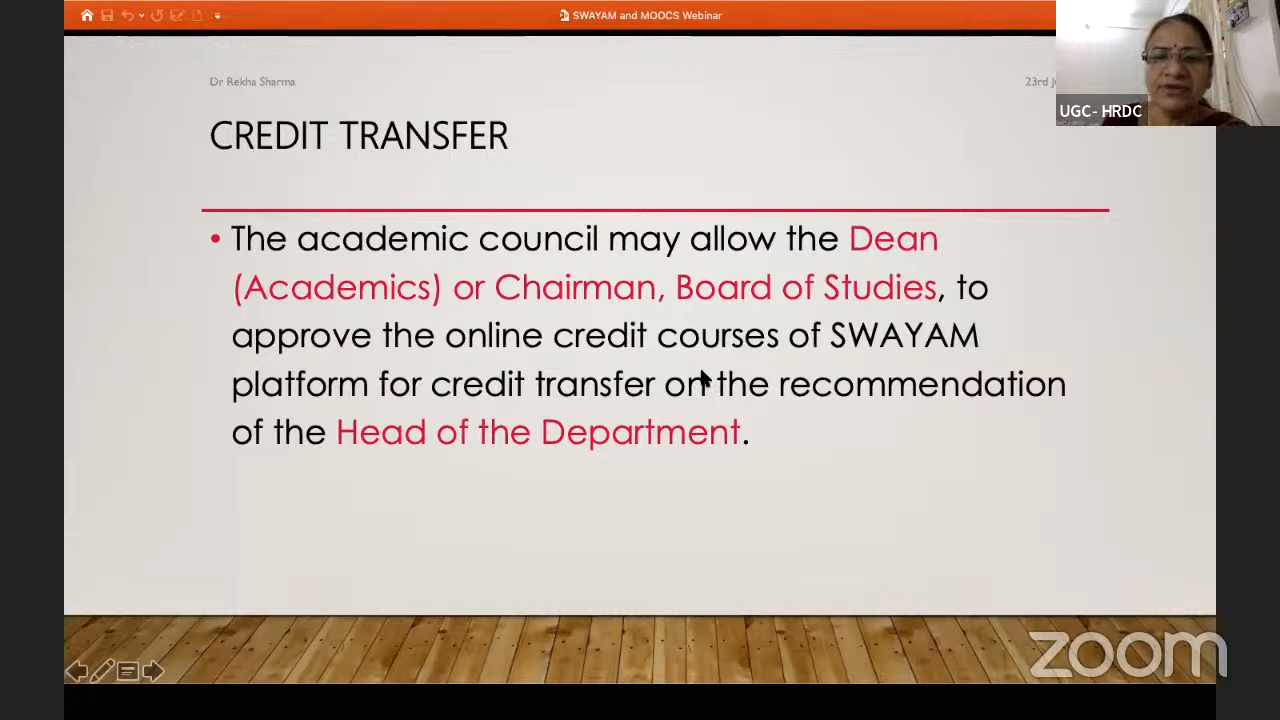 SWAYAM and MOOCS Webinar
Dr Rekha Sharma
23rd
UGC- HRDC
CREDIT TRANSFER
• The academic council may allow the Dean
(Academics) or Chairman, Board of Studies, to
approve the online credit courses of SWAYAM
platform for credit transfer on the recommendation
of the Head of the Department.
zoom